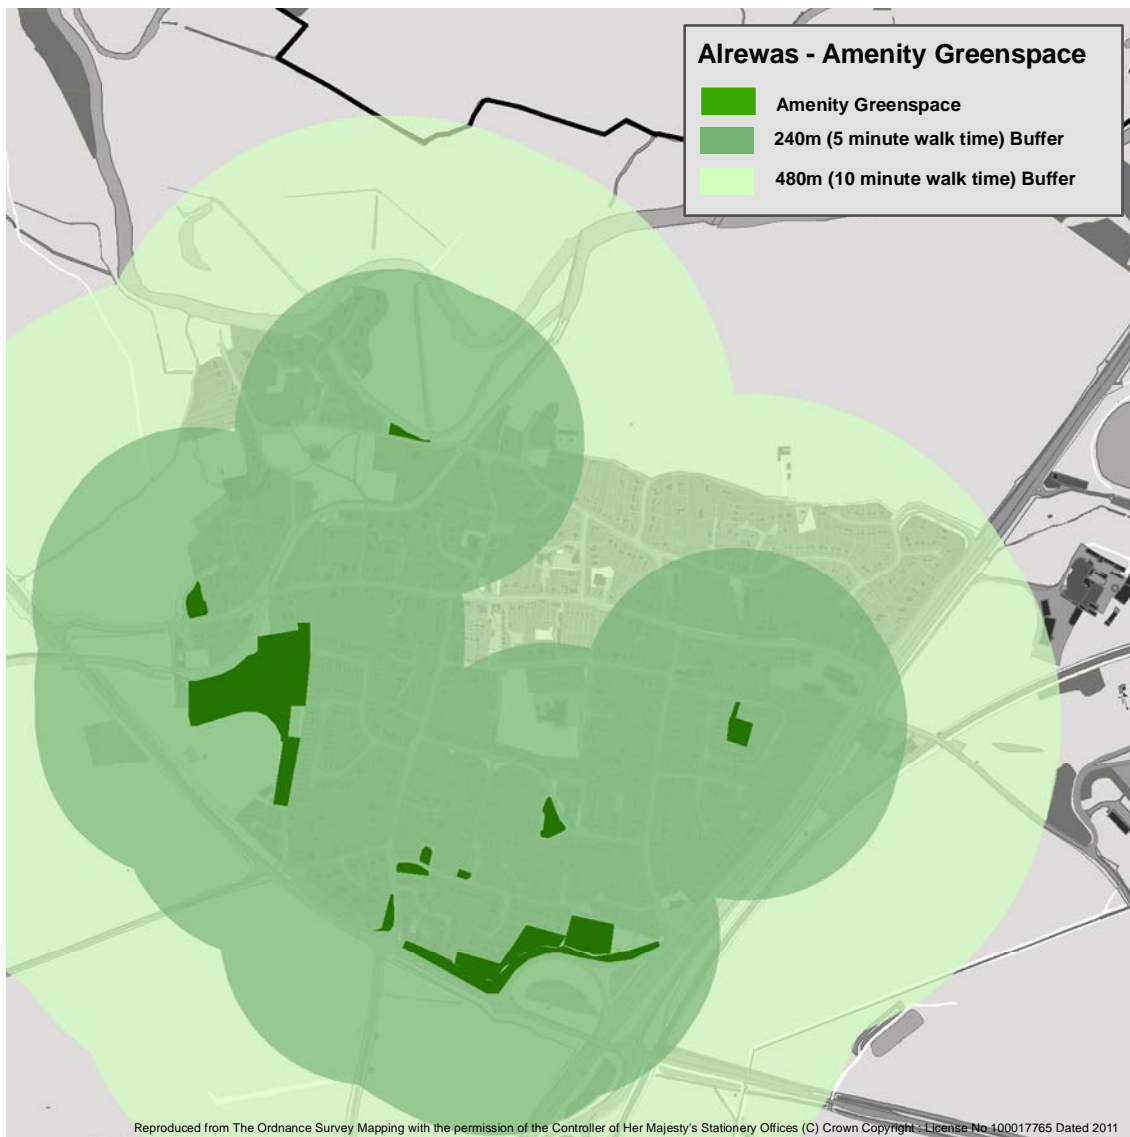 Alrewas - Amenity Greenspace
Amenity Greenspace
240m (5 minute walk time) Buffer
480m (10 minute walk time) Buffer
Reproduced from The Ordnance Survey Mapping with the permission of the Controller of Her Majesty's Stationery Offices (C) Crown Copyright : License No 100017765 Dated 2011